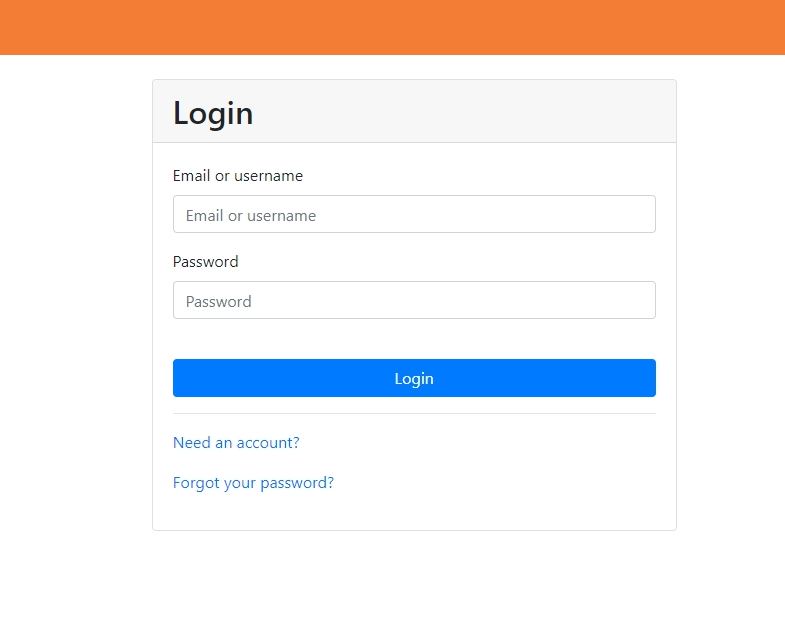 Login
Email or username
Email or username
Password
Password
Login
Need an account?
Forgot your password?